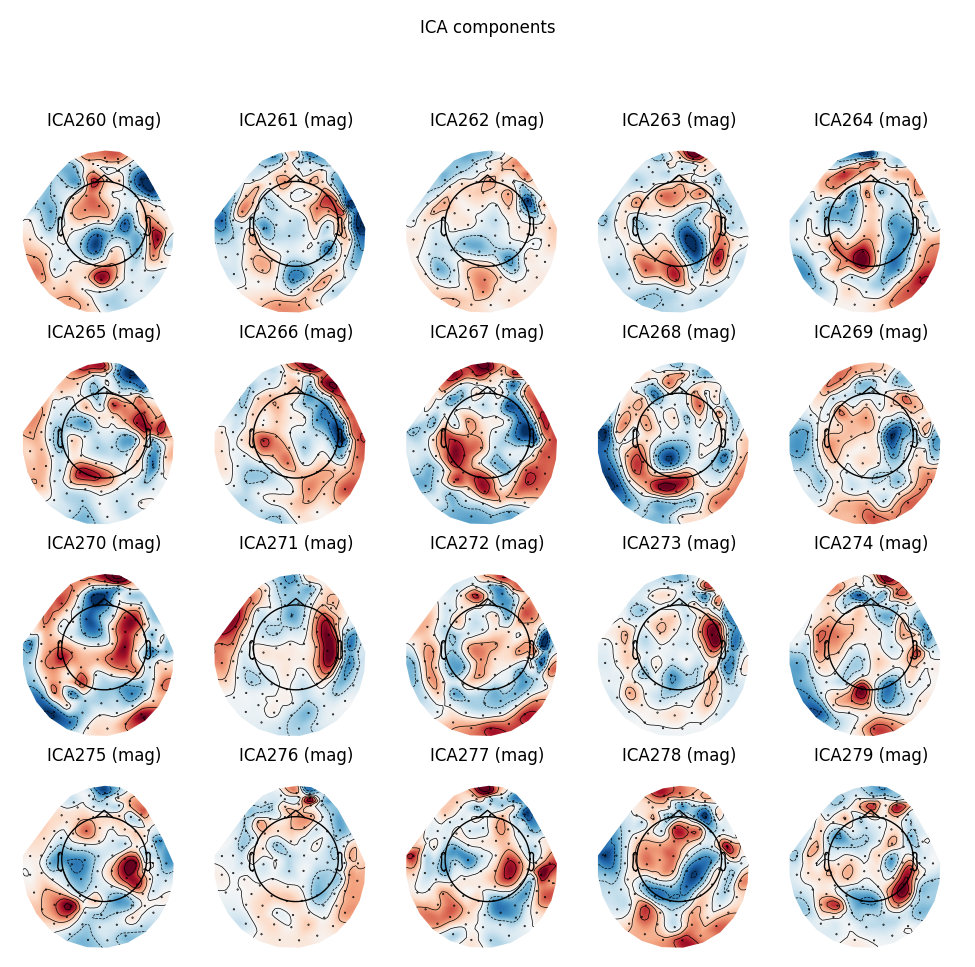 ICA components
ICA260 (mag) ICA261 (mag) ICA262 (mag) ICA263 (mag) ICA264 (mag)
ICA265 (mag) ICA266 (mag) ICA267 (mag) ICA268 (mag) ICA269 (mag)
ICA270 (mag) ICA271 (mag) ICA272 (mag) ICA273 (mag) ICA274 (mag)
ICA275 (mag) ICA276 (mag) ICA277 (mag) ICA278 (mag) ICA279 (mag)